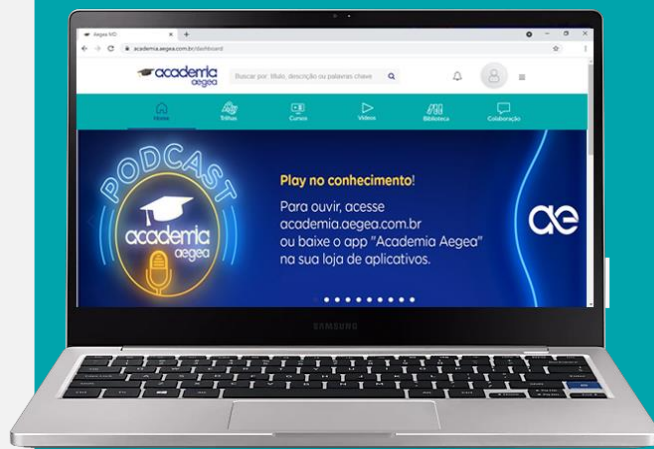 Aegea MD
academia.aegea.com.br/dashboard
academia
aegea
Buscar por: título, descrição ou palavras chave
Home
Trilhas
Cursos
Vídeos
Biblioteca
Colaboração
PODCAST
academia
aegea
Play no conhecimento!
Para ouvir, acesse
academia.aegea.com.br
ou baixe o app "Academia Aegea"
na sua loja de aplicativos.
ae
SAMSUNG